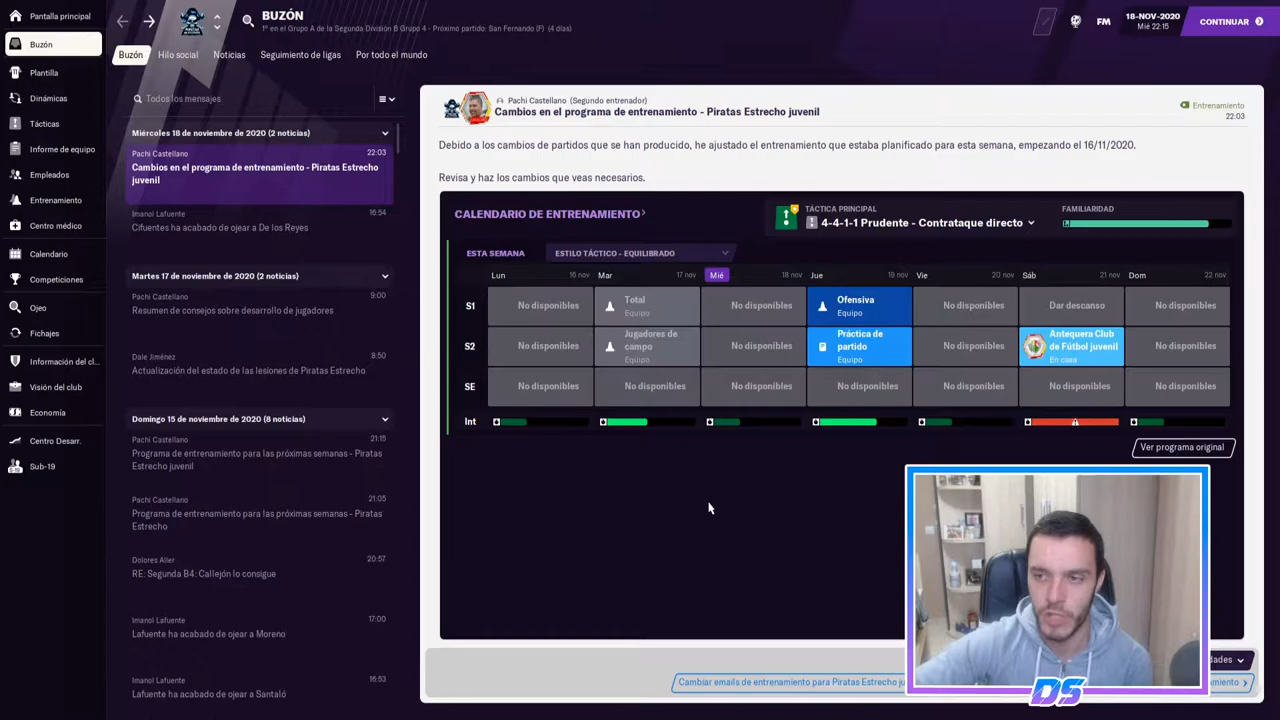 Pantalla principal
Buzón
Plantilla
Dinámicas
Tácticas
Informe de equipo
Empleados
Entrenamiento
Centro médico
Calendario
Competiciones
Ojeo
Fichajes
Información del cl...
Visión del club
Economía
Centro Desarr.
Sub-19
BUZÓN
1º en el Grupo A de la Segunda División B Grupo 4 - Próximo partido: San Fernando (F) (4 días)
FM
18-NOV-2020
Mié 22:15
CONTINUAR
Buzón
Hilo social
Noticias
Seguimiento de ligas
Por todo el mundo
Todos los mensajes
Miércoles 18 de noviembre de 2020 (2 noticias)
Pachi Castellano 22:03
Cambios en el programa de entrenamiento - Piratas Estrecho
juvenil
Imanol Lafuente 16:54
Cifuentes ha acabado de ojear a De los Reyes
Martes 17 de noviembre de 2020 (2 noticias)
Pachi Castellano 9:00
Resumen de consejos sobre desarrollo de jugadores
Dale Jiménez 8:50
Actualización del estado de las lesiones de Piratas Estrecho
Domingo 15 de noviembre de 2020 (8 noticias)
Pachi Castellano 21:15
Programa de entrenamiento para las próximas semanas - Piratas
Estrecho juvenil
Pachi Castellano 21:05
Programa de entrenamiento para las próximas semanas - Piratas
Estrecho
Dolores Aller 20:57
RE: Segunda B4: Callejón lo consigue
Imanol Lafuente 17:00
Lafuente ha acabado de ojear a Moreno
Imanol Lafuente 16:53
Lafuente ha acabado de ojear a Santaló
Pachi Castellano (Segundo entrenador)
Cambios en el programa de entrenamiento - Piratas Estrecho juvenil
Entrenamiento
22:03
Debido a los cambios de partidos que se han producido, he ajustado el entrenamiento que estaba planificado para esta semana, empezando el 16/11/2020.
Revisa y haz los cambios que veas necesarios.
CALENDARIO DE ENTRENAMIENTO
TÁCTICA PRINCIPAL
4-4-1-1 Prudente - Contrataque directo
FAMILIARIDAD
ESTA SEMANA
ESTILO TÁCTICO - EQUILIBRADO
Lun 16 nov Mar 17 nov Mié 18 nov Jue 19 nov Vie 20 nov Sáb 21 nov Dom 22 nov
S1 No disponibles Total Equipo No disponibles Ofensiva Equipo No disponibles Dar descanso No disponibles
S2 No disponibles Jugadores de campo Equipo No disponibles Práctica de partido Equipo No disponibles Antequera Club de Fútbol juvenil En casa No disponibles
SE No disponibles No disponibles No disponibles No disponibles No disponibles No disponibles No disponibles
Int
Ver programa original
dades
Cambiar emails de entrenamiento para Piratas Estrecho ju
miento
DS